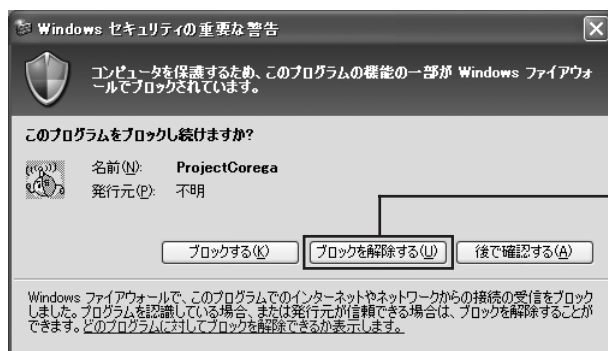 Windows セキュリティの重要な警告
コンピュータを保護するため、このプログラムの機能の一部が Windows ファイアウォ
ールでブロックされています。
このプログラムをブロックし続けますか?
名前(N): ProjectCorega
発行元(P): 不明
ブロックする(K) ブロックを解除する(U) 後で確認する(A)
Windows ファイアウォールで、このプログラムでのインターネットやネットワークからの接続の受信をブロック
しました。プログラムを認識している場合、または発行元が信頼できる場合は、ブロックを解除することが
できます。どのプログラムに対してブロックを解除できるか表示します。